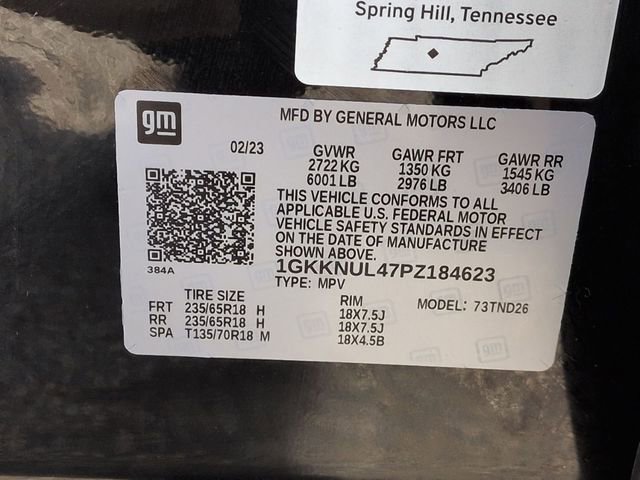 Spring Hill, Tennessee
gm
MFD BY GENERAL MOTORS LLC
02/23
GVWR GAWR FRT GAWR RR
2722 KG 1350 KG 1545 KG
6001 LB 2976 LB 3406 LB
THIS VEHICLE CONFORMS TO ALL
APPLICABLE U.S. FEDERAL MOTOR
VEHICLE SAFETY STANDARDS IN EFFECT
ON THE DATE OF MANUFACTURE
SHOWN ABOVE.
384A
1GKKNUL47PZ184623
TYPE: MPV
TIRE SIZE RIM MODEL: 73TND26
FRT 235/65R18 H 18X7.5J
RR 235/65R18 H 18X7.5J
SPA T135/70R18 M 18X4.5B